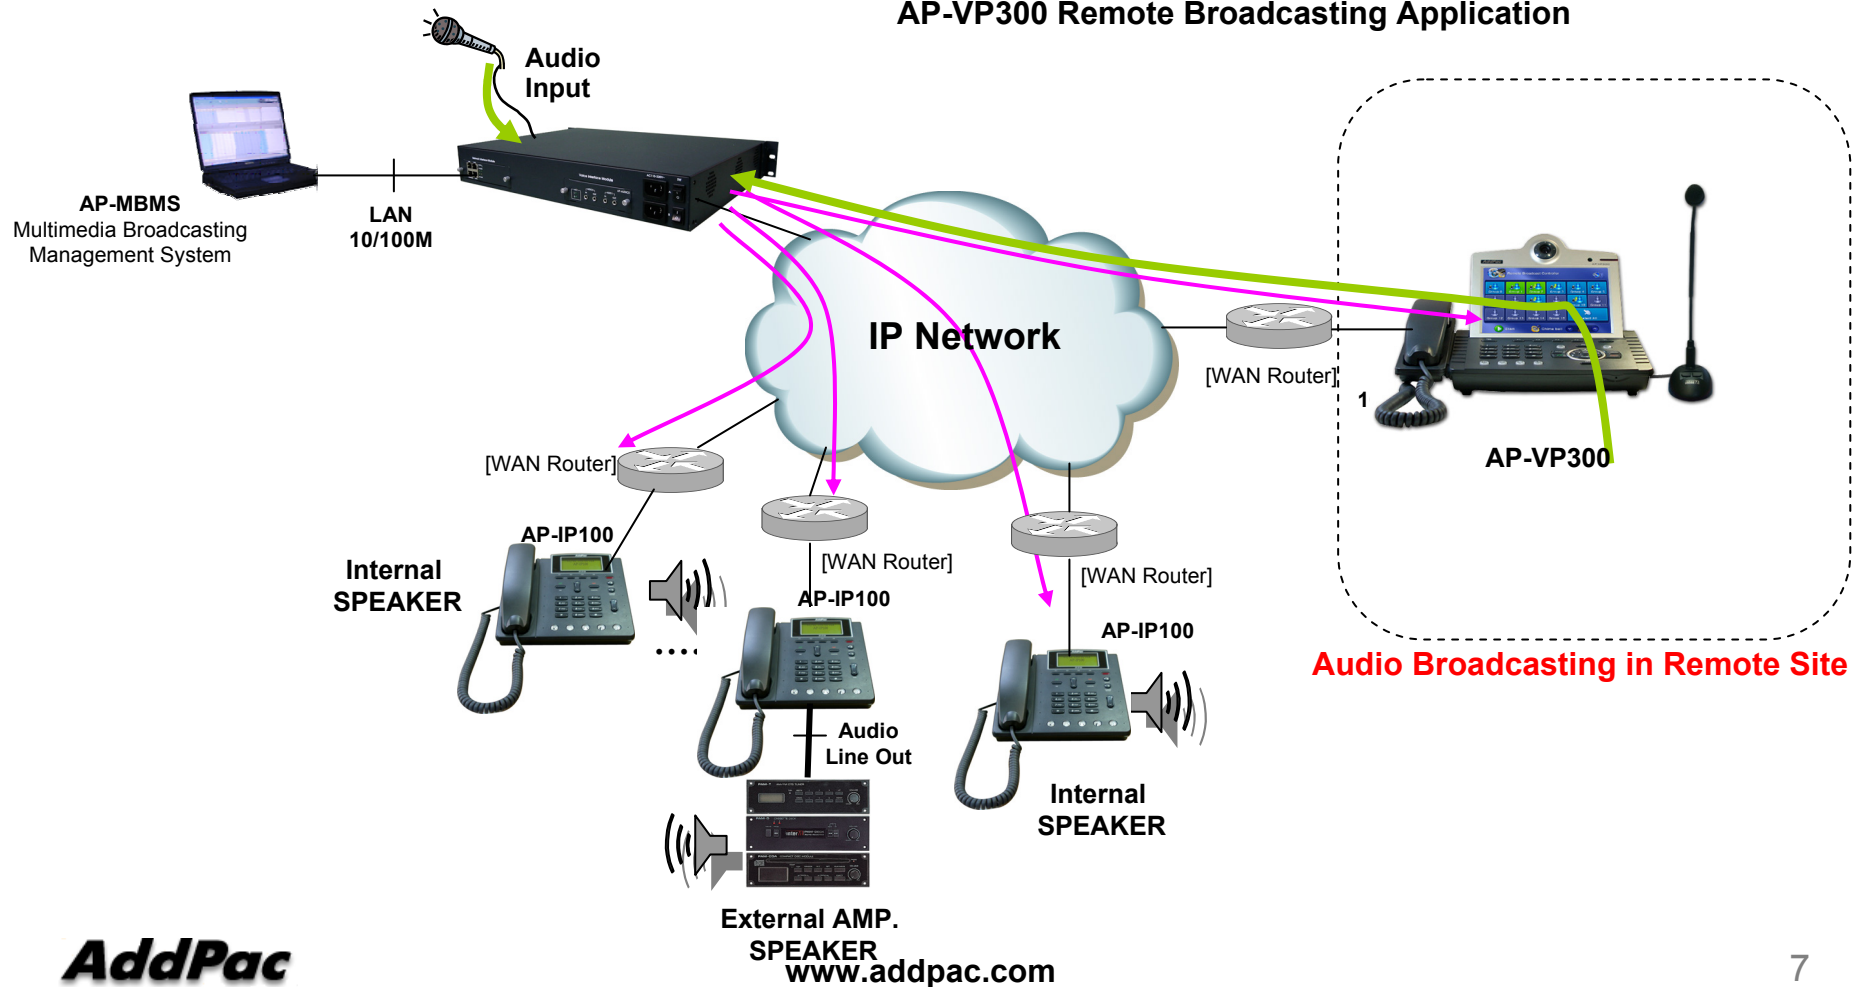 AP-VP300 Remote Broadcasting Application
Audio
Input
AP-MBMS
Multimedia Broadcasting
Management System
LAN
10/100M
IP Network
[WAN Router]
1
AP-VP300
[WAN Router]
AP-IP100
Internal
SPEAKER
[WAN Router]
AP-IP100
[WAN Router]
AP-IP100
Audio Broadcasting in Remote Site
Audio
Line Out
Internal
SPEAKER
External AMP.
SPEAKER
AddPac
www.addpac.com
7